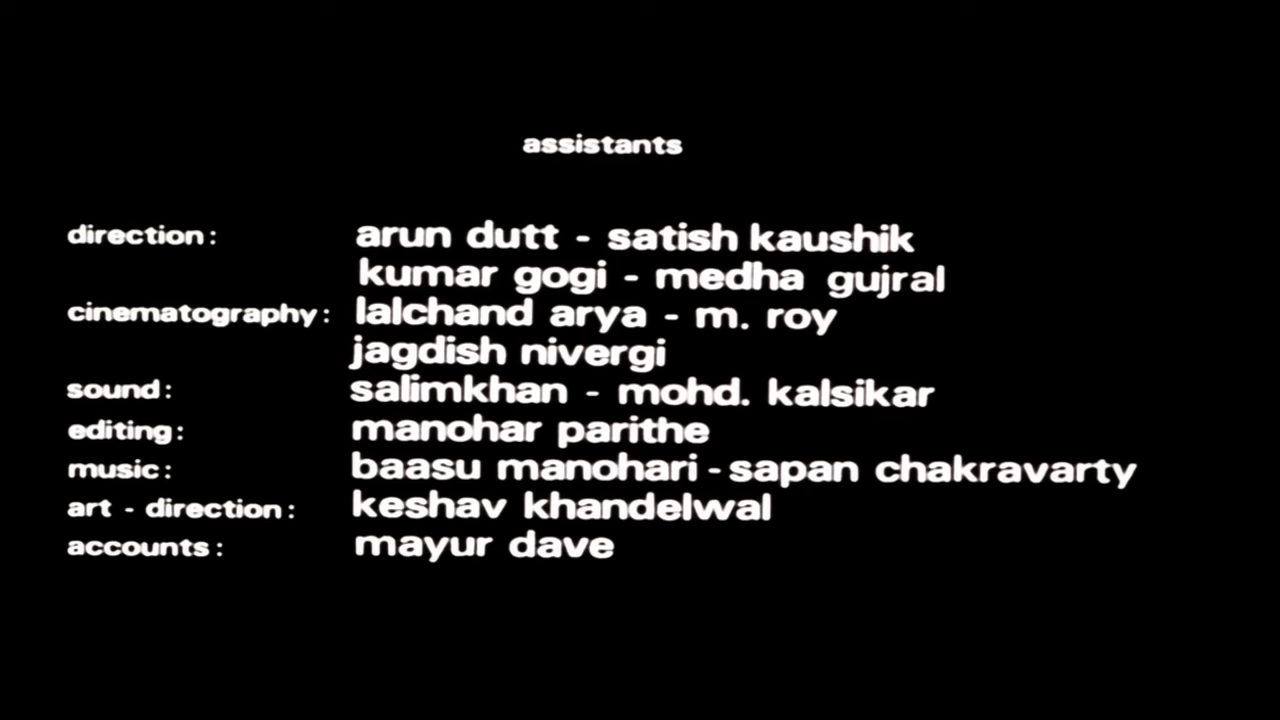 assistants
direction: arun dutt - satish kaushik
kumar gogi - medha gujral
cinematography: lalchand arya - m. roy
jagdish nivergi
sound: salimkhan - mohd. kalsikar
editing: manohar parithe
music: baasu manohari - sapan chakravarty
art - direction: keshav khandelwal
accounts: mayur dave